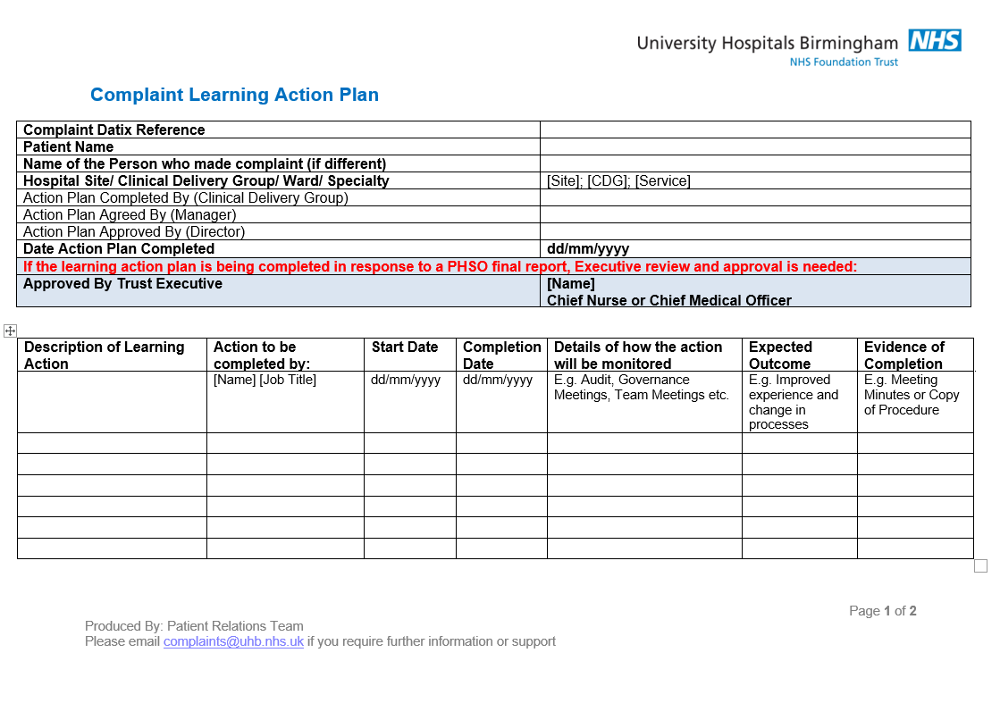 University Hospitals Birmingham NHS
NHS Foundation Trust
Complaint Learning Action Plan
Complaint Datix Reference
Patient Name
Name of the Person who made complaint (if different)
Hospital Site/ Clinical Delivery Group/ Ward/ Specialty [Site]; [CDG]; [Service]
Action Plan Completed By (Clinical Delivery Group)
Action Plan Agreed By (Manager)
Action Plan Approved By (Director)
Date Action Plan Completed dd/mm/yyyy
If the learning action plan is being completed in response to a PHSO final report, Executive review and approval is needed:
Approved By Trust Executive [Name]
Chief Nurse or Chief Medical Officer
Description of Learning Action to be Start Date Completion Details of how the action Expected Evidence of
Action completed by: Date will be monitored Outcome Completion
[Name] [Job Title] dd/mm/yyyy dd/mm/yyyy E.g. Audit, Governance E.g. Improved E.g. Meeting
Meetings, Team Meetings etc. experience and Minutes or Copy
change in of Procedure
processes
Page 1 of 2
Produced By: Patient Relations Team
Please email complaints@uhb.nhs.uk if you require further information or support